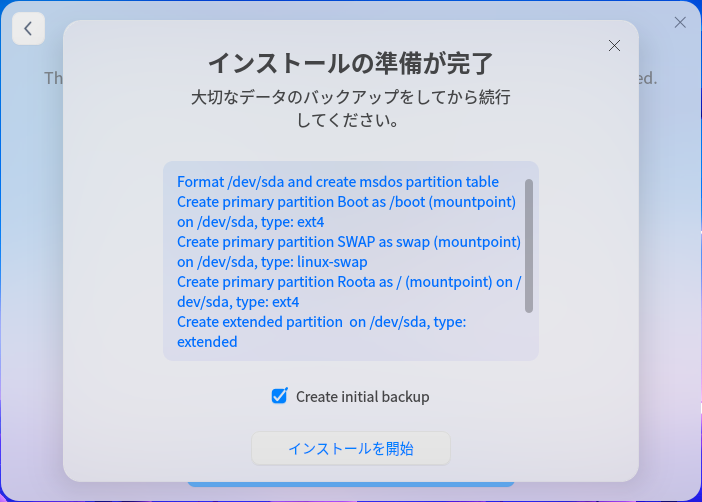 インストールの準備が完了
大切なデータのバックアップをしてから続行
してください。
Th
ed.
Format /dev/sda and create msdos partition table
Create primary partition Boot as /boot (mountpoint)
on /dev/sda, type: ext4
Create primary partition SWAP as swap (mountpoint)
on /dev/sda, type: linux-swap
Create primary partition Roota as / (mountpoint) on /
dev/sda, type: ext4
Create extended partition  on /dev/sda, type:
extended
Create initial backup
インストールを開始